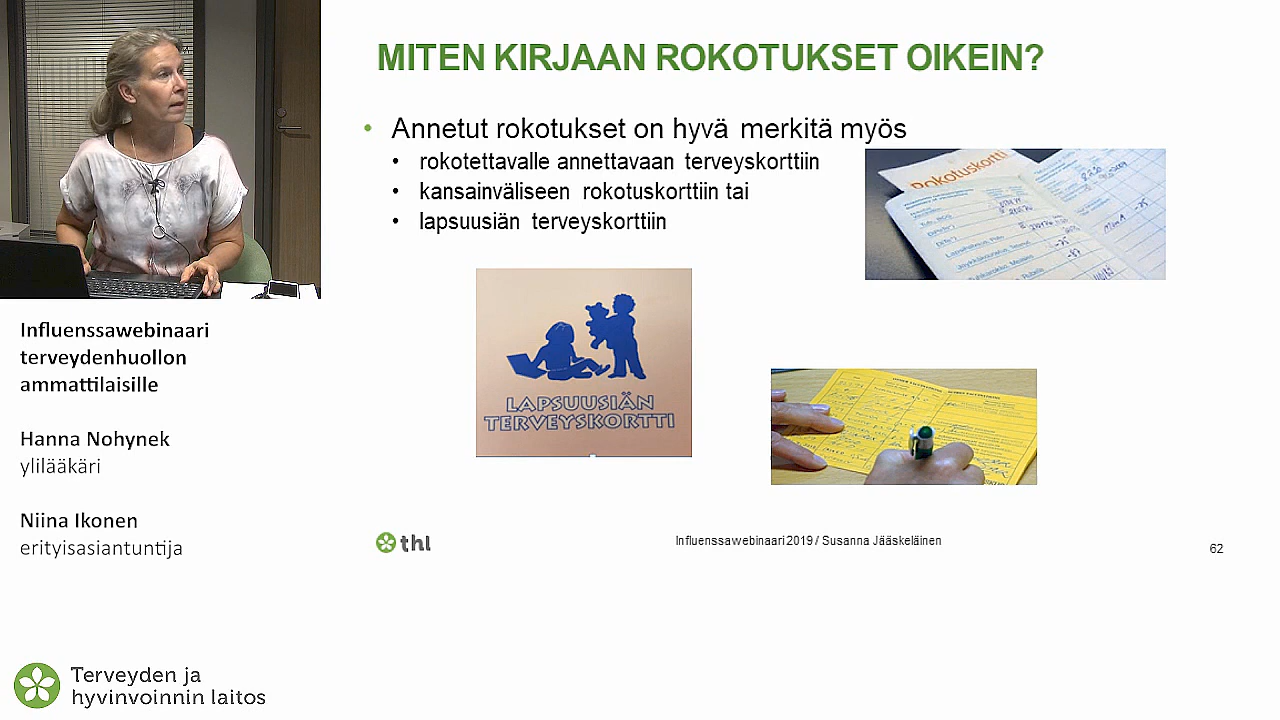 MITEN KIRJAAN ROKOTUKSET OIKEIN?
• Annetut rokotukset on hyvä merkitä myös
• rokotettavalle annettavaan terveyskorttiin
• kansainväliseen rokotuskorttiin tai
• lapsuusiän terveyskorttiin
Rokotuskortti
LAPSUUSIÄN
TERVEYSKORTTI
Influenssawebinaari
terveydenhuollon
ammattilaisille
Hanna Nohynek
ylilääkäri
Niina Ikonen
erityisasiantuntija
thl
Influenssawebinaari 2019 / Susanna Jääskeläinen
62
Terveyden ja
hyvinvoinnin laitos